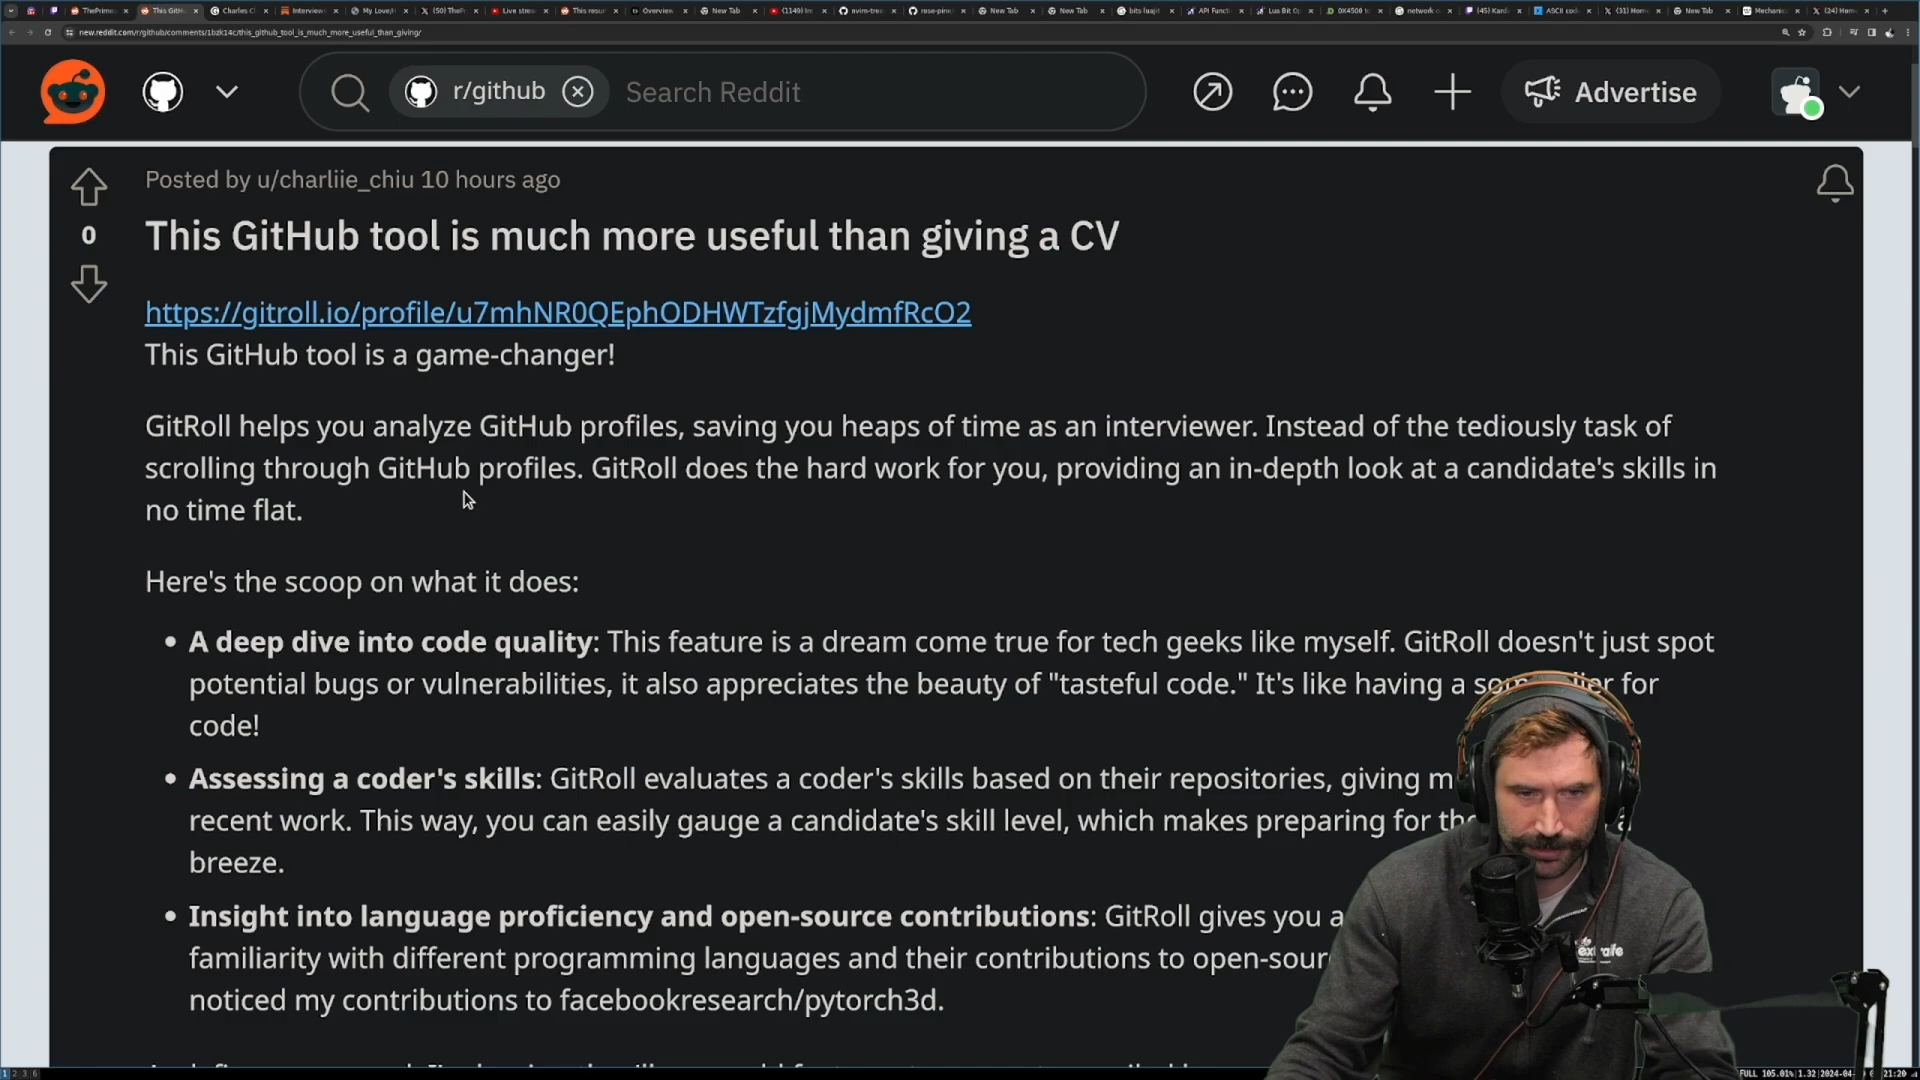 new.reddit.com/r/github/comments/1bzk14c/this_github_tool_is_much_more_useful_than_giving/
r/github
Search Reddit
Advertise
Posted by u/charliie_chiu 10 hours ago
0
This GitHub tool is much more useful than giving a CV
https://gitroll.io/profile/u7mhNR0QEphODHWTzfgjMydmfRcO2
This GitHub tool is a game-changer!
GitRoll helps you analyze GitHub profiles, saving you heaps of time as an interviewer. Instead of the tediously task of
scrolling through GitHub profiles. GitRoll does the hard work for you, providing an in-depth look at a candidate's skills in
no time flat.
Here's the scoop on what it does:
• A deep dive into code quality: This feature is a dream come true for tech geeks like myself. GitRoll doesn't just spot
potential bugs or vulnerabilities, it also appreciates the beauty of "tasteful code." It's like having a for
code!
• Assessing a coder's skills: GitRoll evaluates a coder's skills based on their repositories, giving
recent work. This way, you can easily gauge a candidate's skill level, which makes preparing for
breeze.
• Insight into language proficiency and open-source contributions: GitRoll gives you
familiarity with different programming languages and their contributions to
noticed my contributions to facebookresearch/pytorch3d.